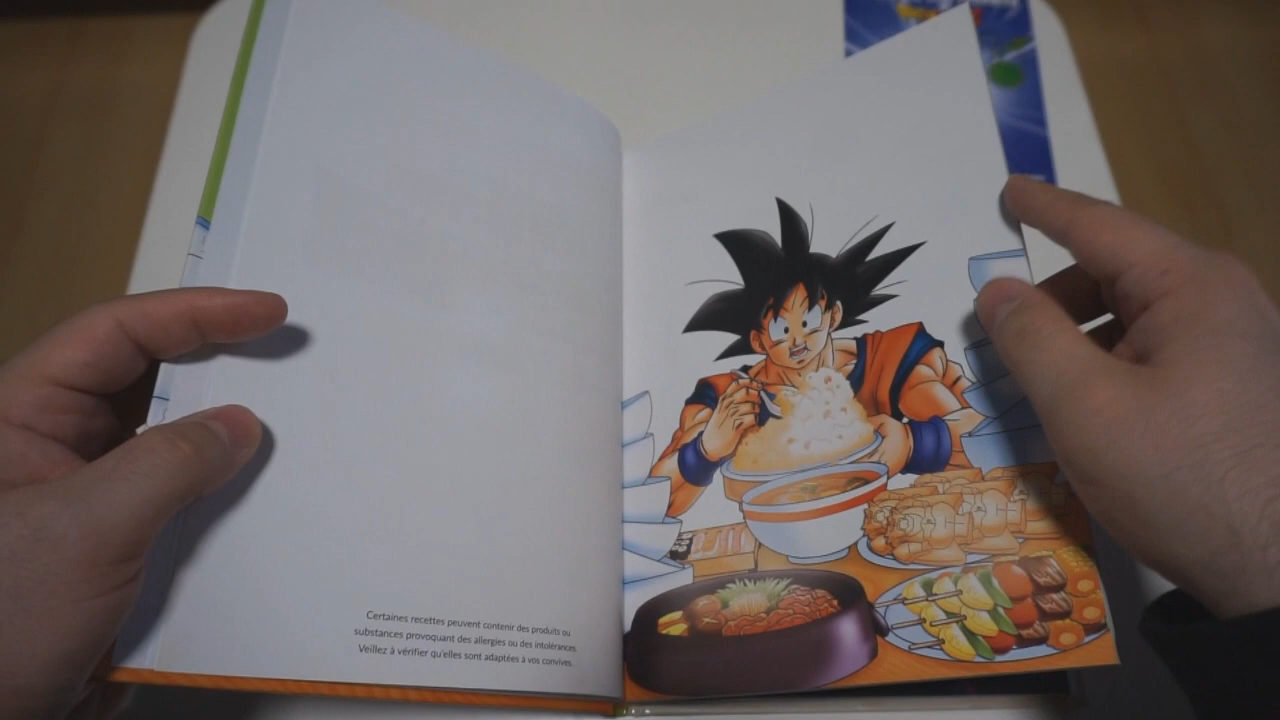 Certaines recettes peuvent contenir des produits ou
substances provoquant des allergies ou des intolérances.
Veillez à vérifier qu'elles sont adaptées à vos convives.